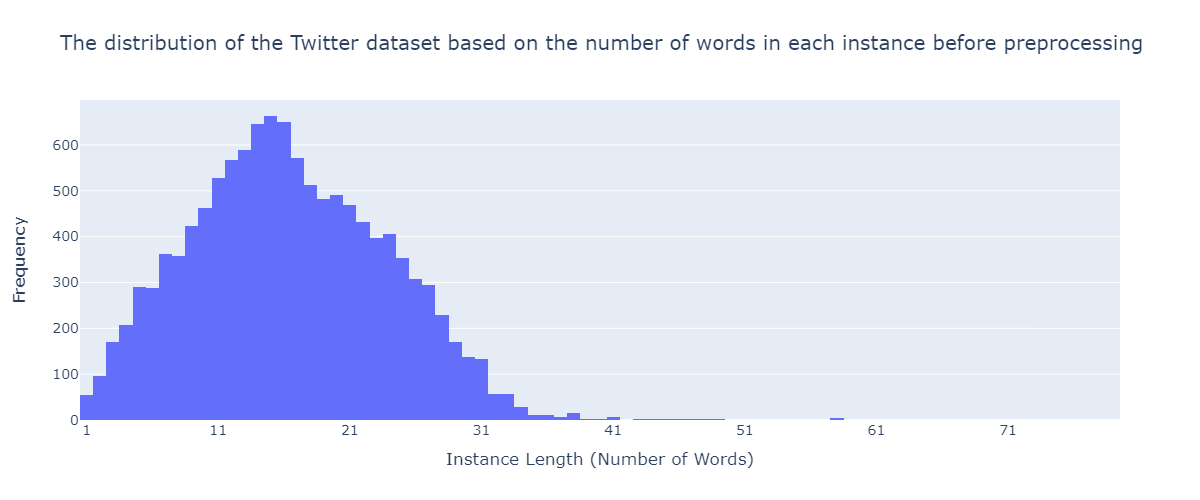 The distribution of the Twitter dataset based on the number of words in each instance before preprocessing
600
500
400
300
200
100
0
Frequency
1 11 21 31 41 51 61 71
Instance Length (Number of Words)